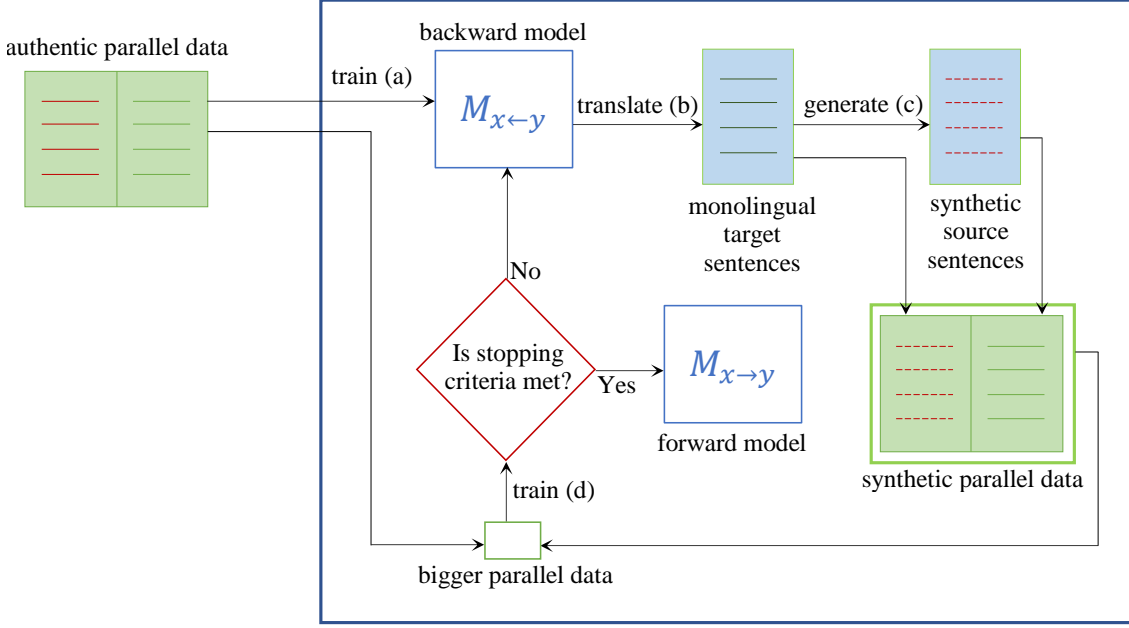 authentic parallel data
backward model
train (a)
M_{x←y}
translate (b)
generate (c)
monolingual
target
sentences
synthetic
source
sentences
No
Is stopping
criteria met?
Yes
M_{x→y}
forward model
synthetic parallel data
train (d)
bigger parallel data